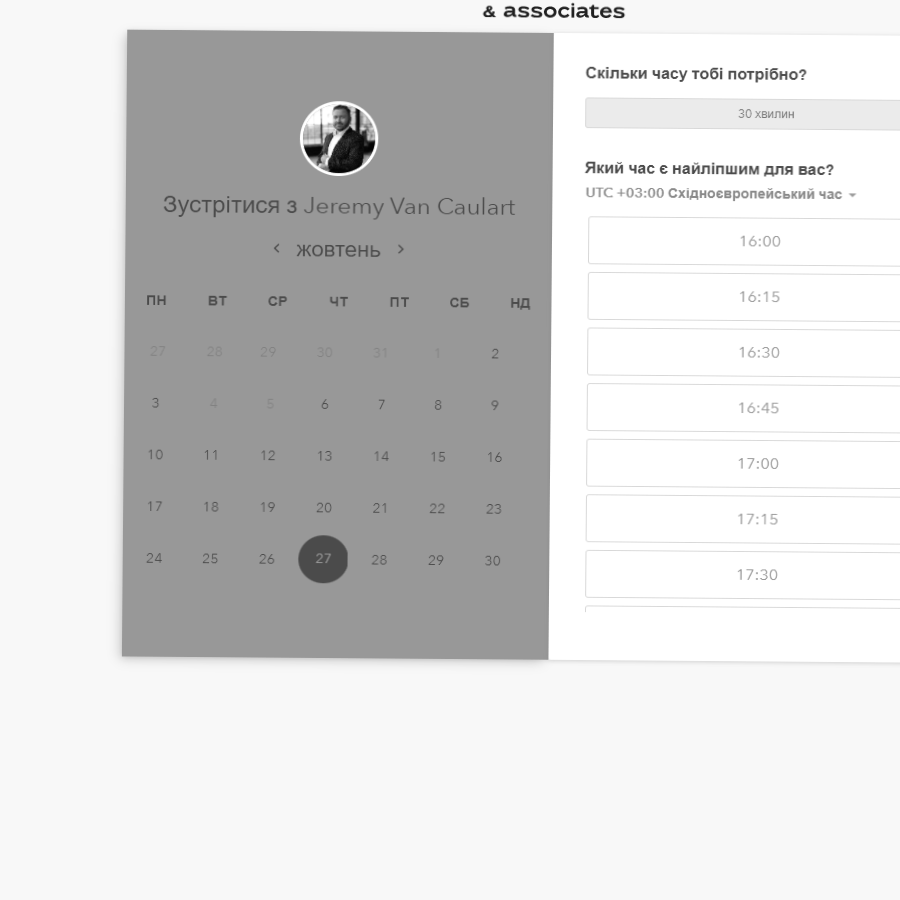 & associates
Зустрітися з Jeremy Van Caulart
жовтень
ПН ВТ СР ЧТ ПТ СБ НД
27 28 29 30 31 1 2
3 4 5 6 7 8 9
10 11 12 13 14 15 16
17 18 19 20 21 22 23
24 25 26 27 28 29 30
Скільки часу тобі потрібно?
30 хвилин
Який час є найліпшим для вас?
UTC +03:00 Східноєвропейський час
16:00
16:15
16:30
16:45
17:00
17:15
17:30